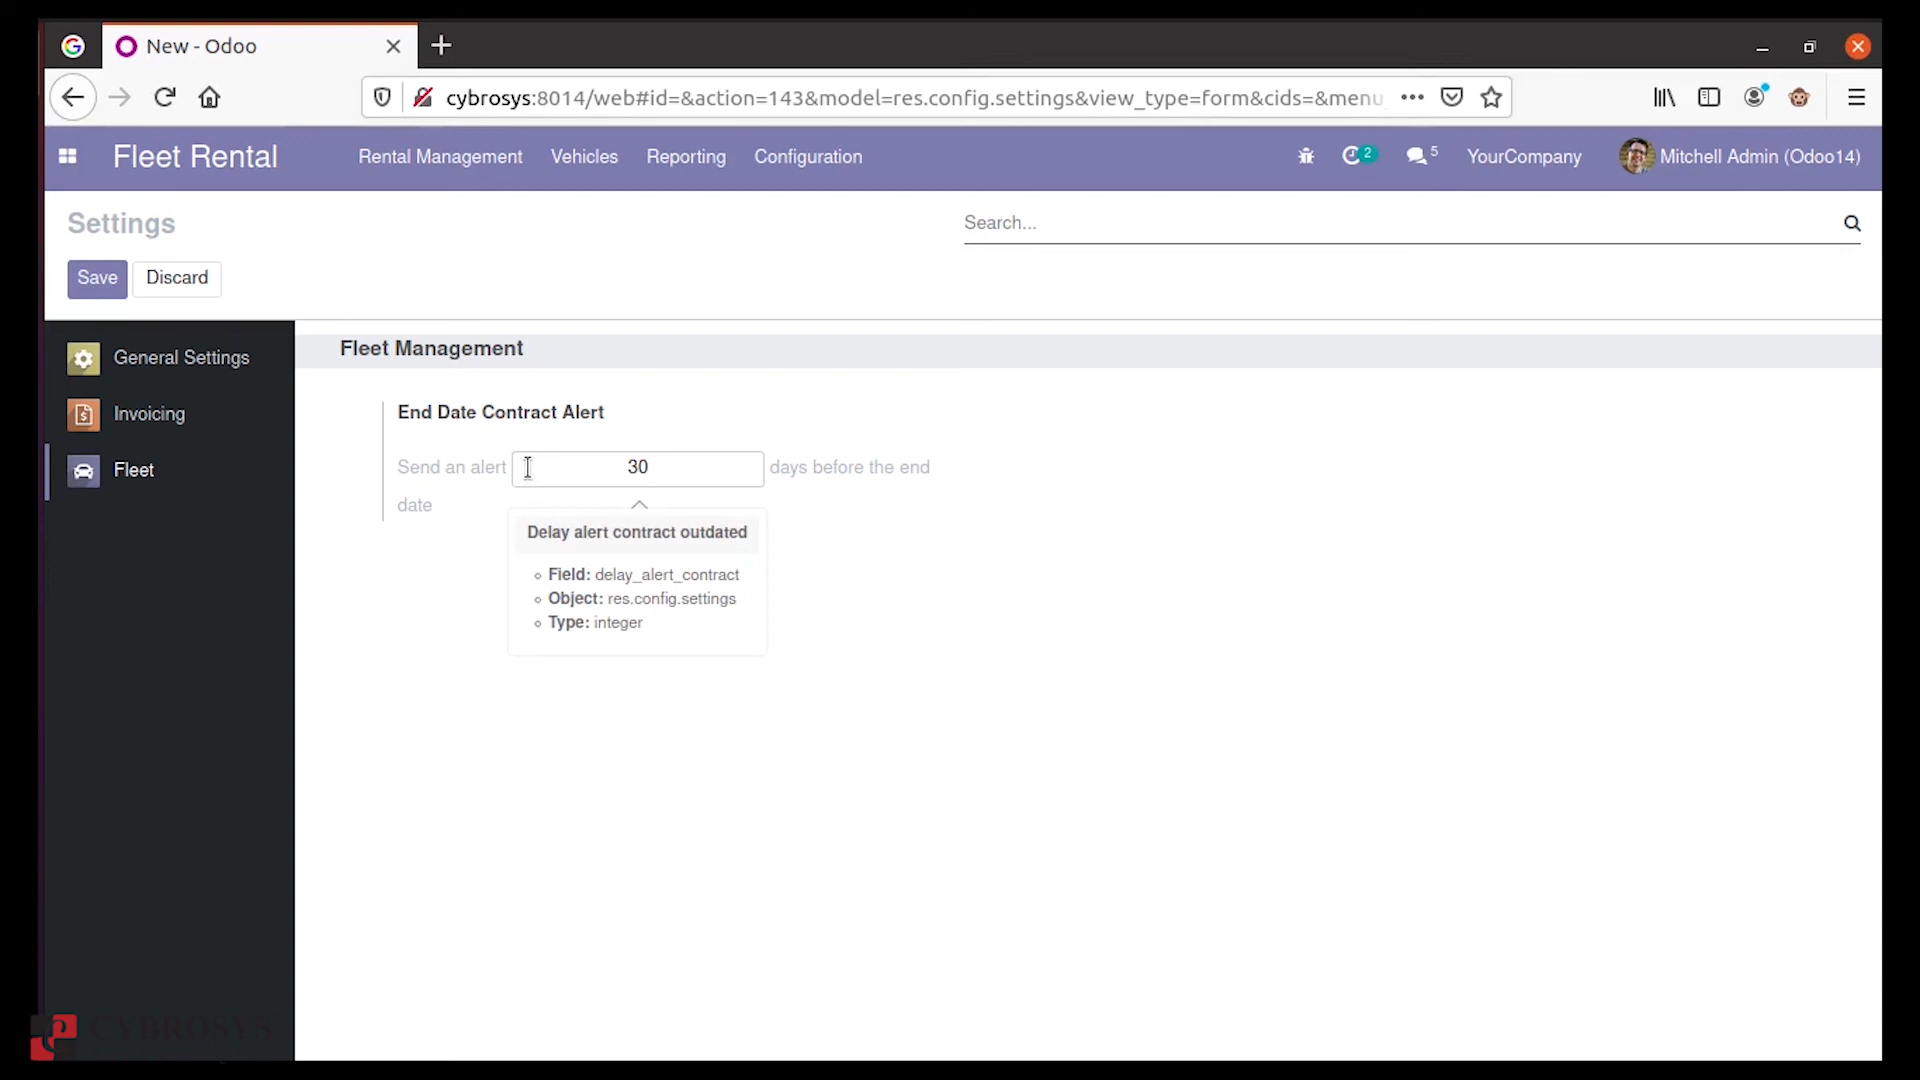 New - Odoo
cybrosys:8014/web#id=&action=143&model=res.config.settings&view_type=form&cids=&menu
Fleet Rental
Rental Management
Vehicles
Reporting
Configuration
2
5
YourCompany
Mitchell Admin (Odoo14)
Settings
Search...
Save
Discard
General Settings
Invoicing
Fleet
Fleet Management
End Date Contract Alert
Send an alert 30 days before the end
date
Delay alert contract outdated
Field: delay_alert_contract
Object: res.config.settings
Type: integer
CYBROSYS